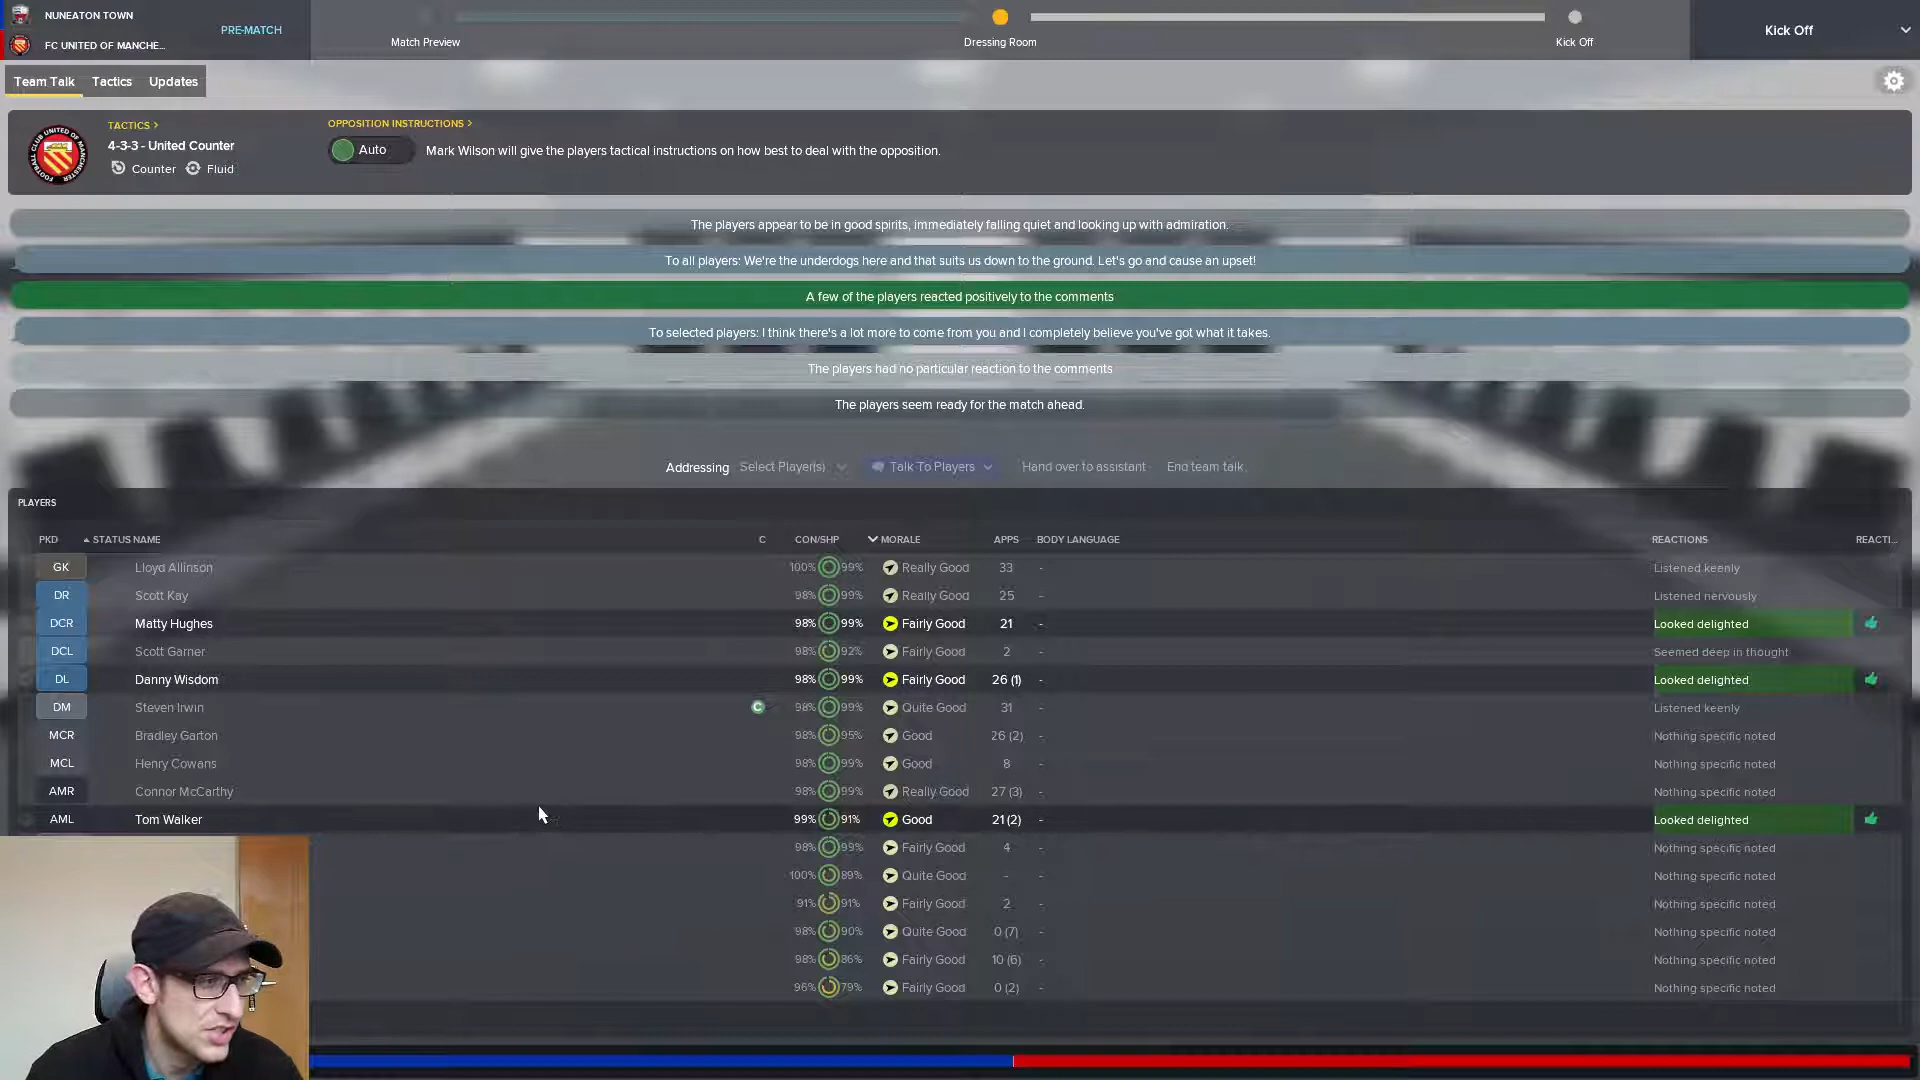 NUNEATON TOWN
FC UNITED OF MANCHE...
PRE-MATCH
Match Preview
Dressing Room
Kick Off
Kick Off
Team Talk Tactics Updates
TACTICS >
4-3-3 - United Counter
Counter Fluid
OPPOSITION INSTRUCTIONS >
Auto Mark Wilson will give the players tactical instructions on how best to deal with the opposition.
The players appear to be in good spirits, immediately falling quiet and looking up with admiration.
To all players: We're the underdogs here and that suits us down to the ground. Let's go and cause an upset!
A few of the players reacted positively to the comments
To selected players: I think there's a lot more to come from you and I completely believe you've got what it takes.
The players had no particular reaction to the comments
The players seem ready for the match ahead.
Addressing Select Player(s) Talk To Players Hand over to assistant End team talk
PLAYERS
PKD STATUS NAME C CON/SHP MORALE APPS BODY LANGUAGE REACTIONS REACTI...
GK Lloyd Allinson 100% 99% Really Good 33 - Listened keenly
DR Scott Kay 98% 99% Really Good 25 - Listened nervously
DCR Matty Hughes 98% 99% Fairly Good 21 - Looked delighted
DCL Scott Garner 98% 92% Fairly Good 2 - Seemed deep in thought
DL Danny Wisdom 98% 99% Fairly Good 26 (1) - Looked delighted
DM Steven Irwin C 98% 99% Quite Good 31 - Listened keenly
MCR Bradley Garton 98% 95% Good 26 (2) - Nothing specific noted
MCL Henry Cowans 98% 99% Good 8 - Nothing specific noted
AMR Connor McCarthy 98% 99% Really Good 27 (3) - Nothing specific noted
AML Tom Walker 99% 91% Good 21 (2) - Looked delighted
98% 99% Fairly Good 4 - Nothing specific noted
100% 89% Quite Good - - Nothing specific noted
91% 91% Fairly Good 2 - Nothing specific noted
98% 90% Quite Good 0 (7) - Nothing specific noted
98% 86% Fairly Good 10 (6) - Nothing specific noted
96% 79% Fairly Good 0 (2) - Nothing specific noted